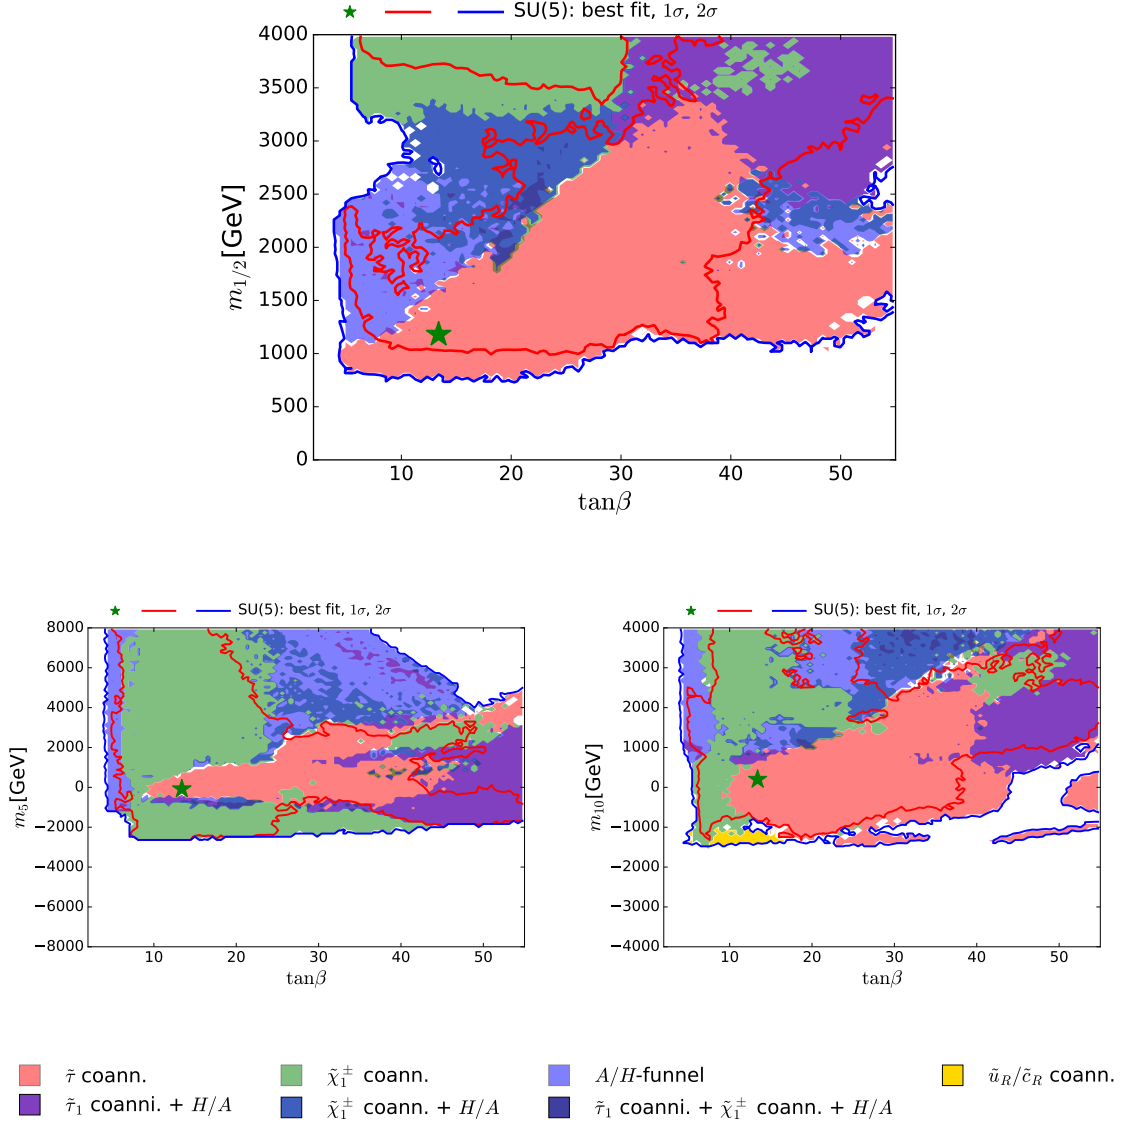 SU(5): best fit, 1σ, 2σ
4000
3500
3000
2500
2000
1500
1000
500
0
m₁/₂[GeV]
10 20 30 40 50
tanβ
SU(5): best fit, 1σ, 2σ
8000
6000
4000
2000
0
−2000
−4000
−6000
−8000
m₅[GeV]
10 20 30 40 50
tanβ
SU(5): best fit, 1σ, 2σ
4000
3000
2000
1000
0
−1000
−2000
−3000
−4000
m₁₀[GeV]
10 20 30 40 50
tanβ
τ̃ coann. χ̃₁± coann. A/H-funnel ũ_R/c̃_R coann.
τ̃₁ coanni. + H/A χ̃₁± coann. + H/A τ̃₁ coanni. + χ̃₁± coann. + H/A